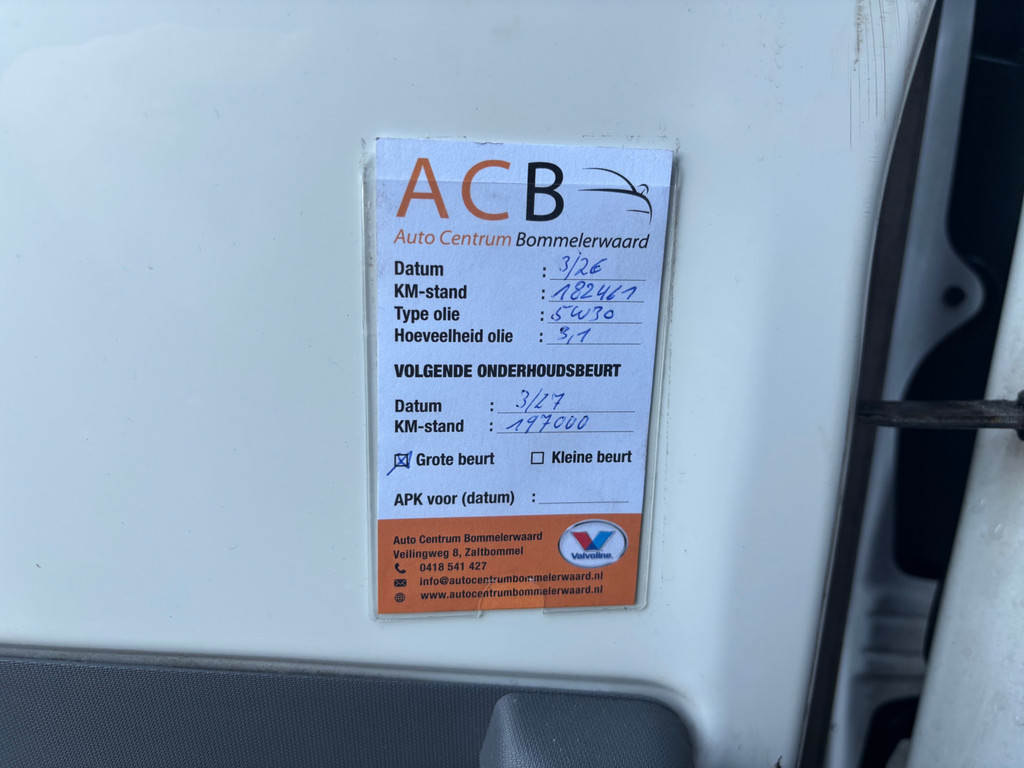 ACB
Auto Centrum Bommelerwaard
Datum : 3/26
KM-stand : 182461
Type olie : 5W30
Hoeveelheid olie : 3,1
VOLGENDE ONDERHOUDSBEURT
Datum : 3/27
KM-stand : 197000
☒ Grote beurt ☐ Kleine beurt
APK voor (datum) :
Auto Centrum Bommelerwaard
Veilingweg 8, Zaltbommel
0418 541 427
info@autocentrumbommelerwaard.nl
www.autocentrumbommelerwaard.nl
Valvoline